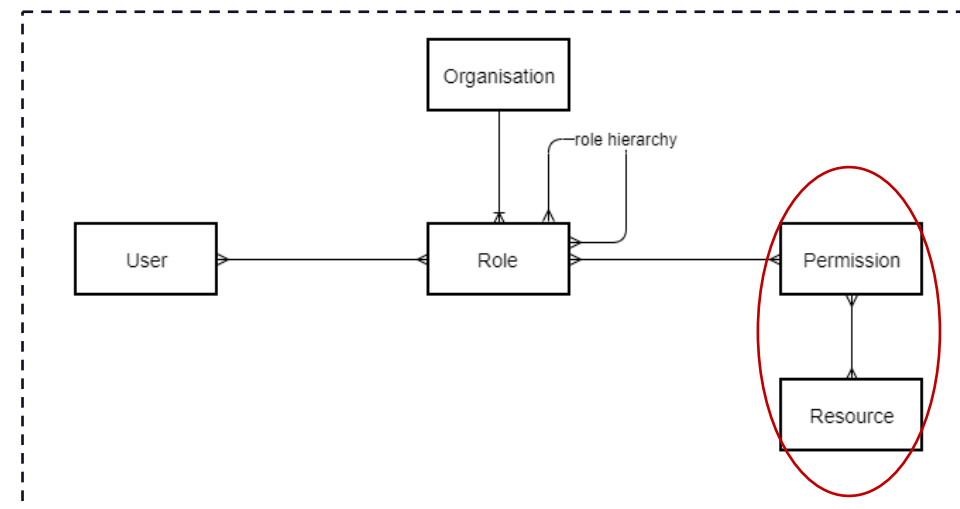 Organisation
role hierarchy
User
Role
Permission
Resource